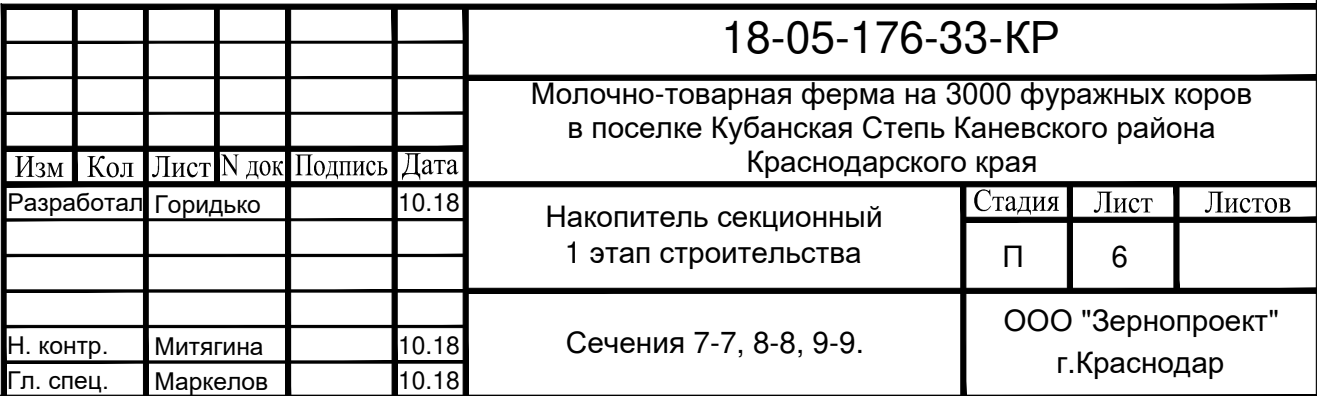 18-05-176-33-КР
Молочно-товарная ферма на 3000 фуражных коров
в поселке Кубанская Степь Каневского района
Краснодарского края
Изм Кол Лист N док Подпись Дата
Разработал Горидько 10.18
Накопитель секционный
1 этап строительства
Стадия Лист Листов
П 6
Н. контр. Митягина 10.18
Гл. спец. Маркелов 10.18
Сечения 7-7, 8-8, 9-9.
ООО "Зернопроект"
г.Краснодар